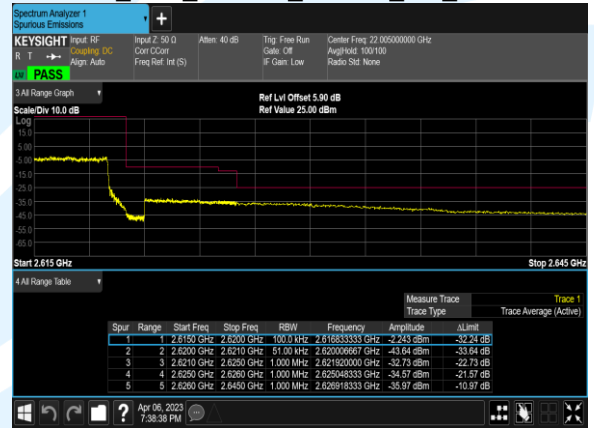 Spectrum Analyzer 1
Spurious Emissions
KEYSIGHT Input: RF Input Z: 50 Ω Atten: 40 dB Trig: Free Run Center Freq: 22.005000000 GHz
R T Coupling: DC Corr CCorr Gate: Off Avg|Hold: 100/100
Align: Auto Freq Ref: Int (S) IF Gain: Low Radio Std: None
PASS
3 All Range Graph
Ref Lvl Offset 5.90 dB
Scale/Div 10.0 dB Ref Value 25.00 dBm
Log
15.0
5.00
-5.00
-15.0
-25.0
-35.0
-45.0
-55.0
-65.0
Start 2.615 GHz Stop 2.645 GHz
4 All Range Table
Measure Trace Trace 1
Trace Type Trace Average (Active)
Spur Range Start Freq Stop Freq RBW Frequency Amplitude ΔLimit
1 1 2.6150 GHz 2.6200 GHz 100.0 kHz 2.616833333 GHz -2.243 dBm -32.24 dB
2 2 2.6200 GHz 2.6210 GHz 51.00 kHz 2.620006667 GHz -43.64 dBm -33.64 dB
3 3 2.6210 GHz 2.6250 GHz 1.000 MHz 2.621920000 GHz -32.73 dBm -22.73 dB
4 4 2.6250 GHz 2.6260 GHz 1.000 MHz 2.625048333 GHz -34.57 dBm -21.57 dB
5 5 2.6260 GHz 2.6450 GHz 1.000 MHz 2.626918333 GHz -35.97 dBm -10.97 dB
? Apr 06, 2023
7:38:38 PM